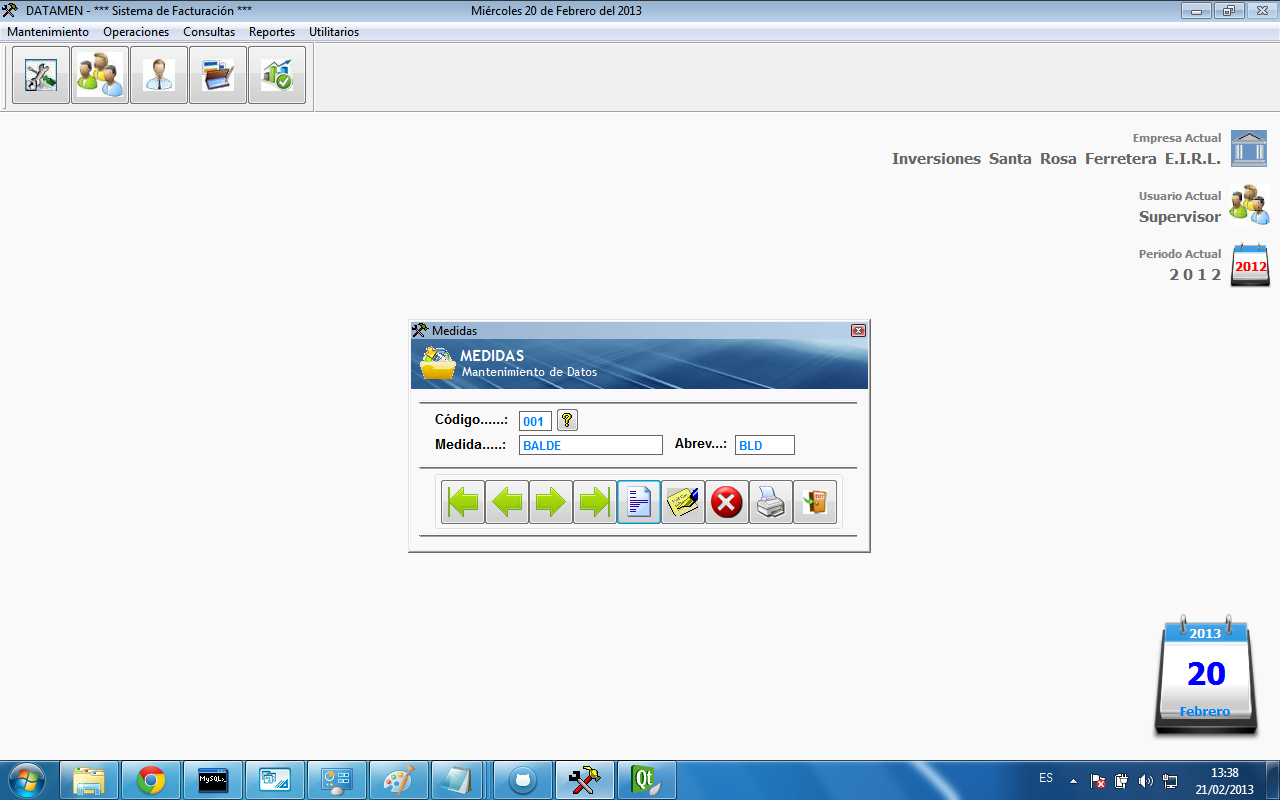 DATAMEN - *** Sistema de Facturación ***
Miércoles 20 de Febrero del 2013
Mantenimiento Operaciones Consultas Reportes Utilitarios
Empresa Actual
Inversiones Santa Rosa Ferretera E.I.R.L.
Usuario Actual
Supervisor
Periodo Actual
2 0 1 2
2012
Medidas
MEDIDAS
Mantenimiento de Datos
Código......: 001 ?
Medida.....: BALDE Abrev...: BLD
EXIT
2013
20
Febrero
MySQL
Qt
ES
13:38
21/02/2013